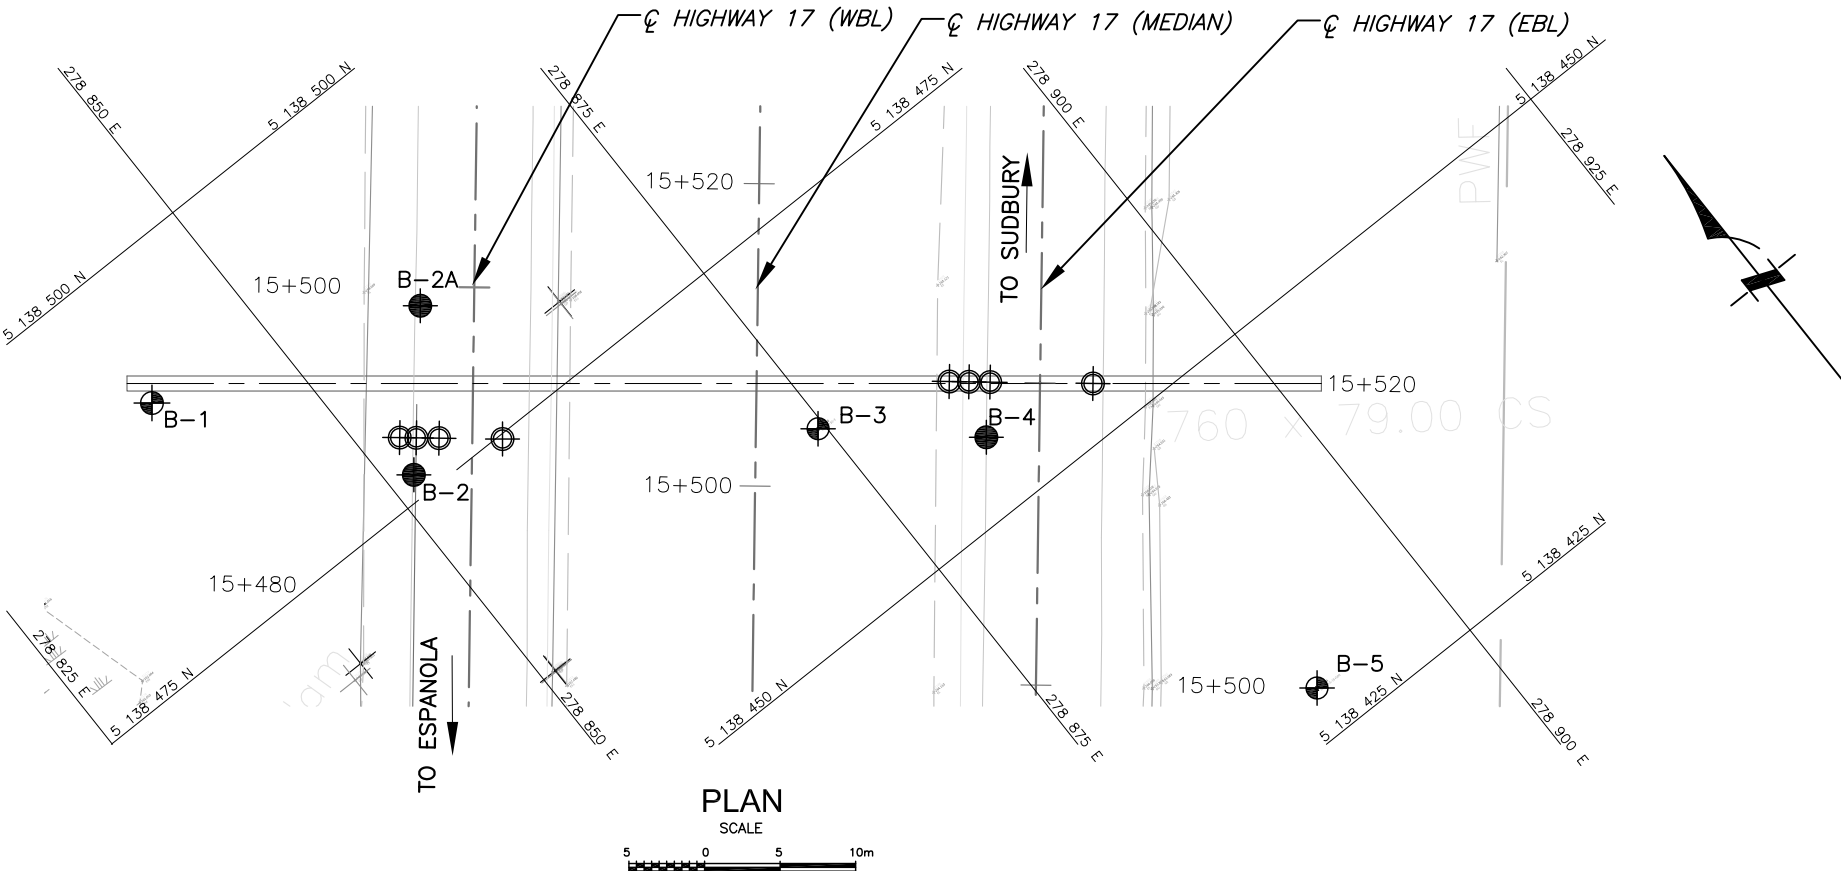 ℄ HIGHWAY 17 (WBL)
℄ HIGHWAY 17 (MEDIAN)
℄ HIGHWAY 17 (EBL)
278 850 E
5 138 500 N
278 875 E
5 138 475 N
278 900 E
5 138 450 N
278 925 E
PWF
15+520
TO SUDBURY
15+500
B-2A
5 138 500 N
15+520
B-1
B-3
B-4
760 x 79.00 CS
B-2
15+500
15+480
5 138 425 N
278 825 E
5 138 475 N
TO ESPANOLA
278 850 E
5 138 450 N
278 875 E
15+500
B-5
5 138 425 N
278 900 E
PLAN
SCALE
5 0 5 10m